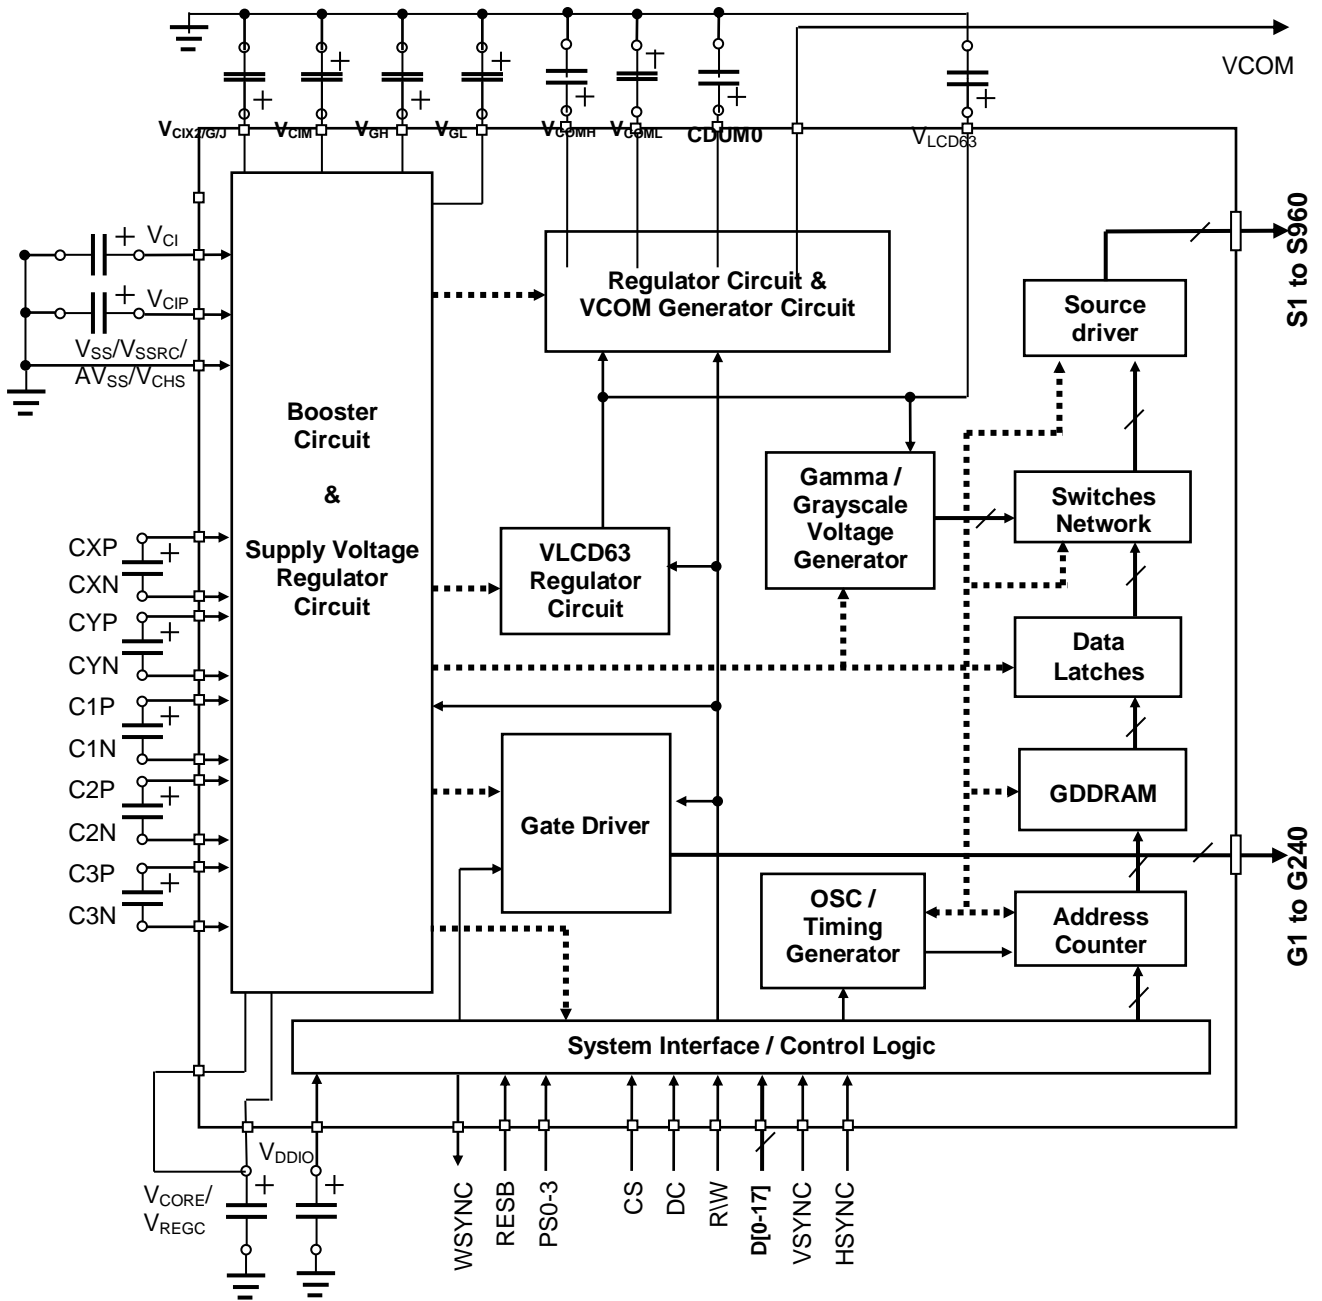 VCOM
VCIX2/G/J
VCIM
VGH
VGL
VCOMH
VCOML
CDUM0
VLCD63
S1 to S960
VCI
VCIP
VSS/VSSRC/
AVSS/VCHS
Regulator Circuit &
VCOM Generator Circuit
Source
driver
Booster
Circuit
&
Supply Voltage
Regulator
Circuit
Gamma /
Grayscale
Voltage
Generator
Switches
Network
VLCD63
Regulator
Circuit
CXP
CXN
CYP
CYN
C1P
C1N
C2P
C2N
C3P
C3N
Data
Latches
GDDRAM
Gate Driver
G1 to G240
OSC /
Timing
Generator
Address
Counter
System Interface / Control Logic
VDDIO
VCORE/
VREGC
WSYNC
RESB
PS0-3
CS
DC
R\W
D[0-17]
VSYNC
HSYNC